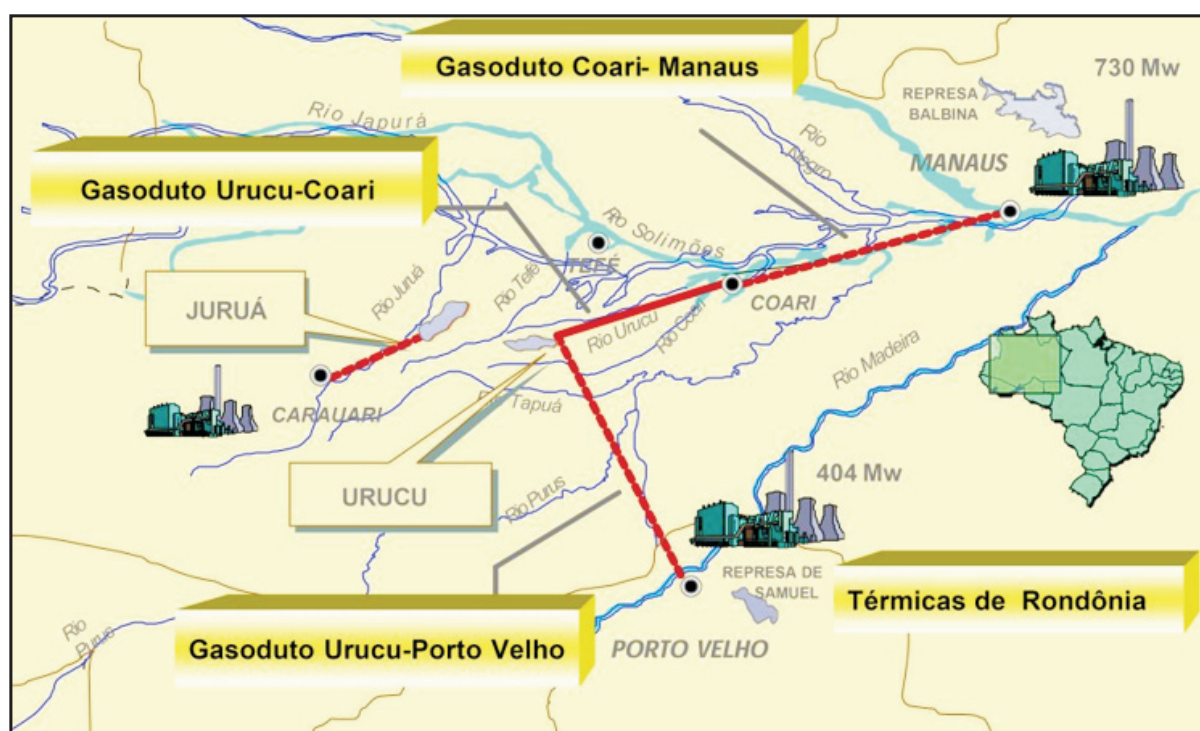 Gasoduto Coari- Manaus
730 Mw
REPRESA
BALBINA
Rio Japurá
Rio
Negro
MANAUS
Gasoduto Urucu-Coari
Rio Solimões
TEFÉ
Rio Tefé
Rio Juruá
JURUÁ
COARI
Rio Urucu
Rio Coari
Rio Madeira
CARAUARI
Rio Tapuá
URUCU
404 Mw
Rio Purus
REPRESA DE
SAMUEL
Térmicas de Rondônia
Rio
Purus
Gasoduto Urucu-Porto Velho
PORTO VELHO